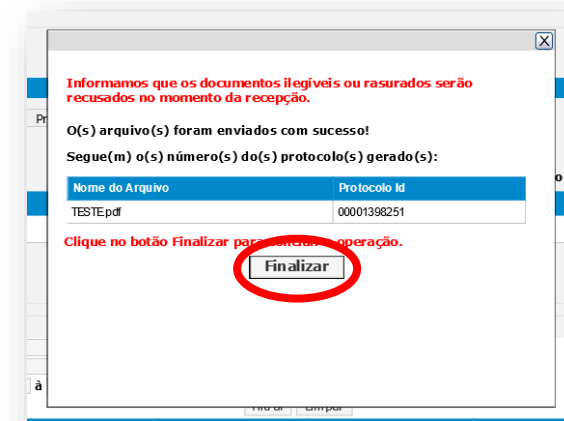 Informamos que os documentos ilegíveis ou rasurados serão
recusados no momento da recepção.
O(s) arquivo(s) foram enviados com sucesso!
Segue(m) o(s) número(s) do(s) protocolo(s) gerado(s):
Nome do Arquivo Protocolo Id
TESTE.pdf 00001398251
Clique no botão Finalizar para operação.
Finalizar
Pr
o
à